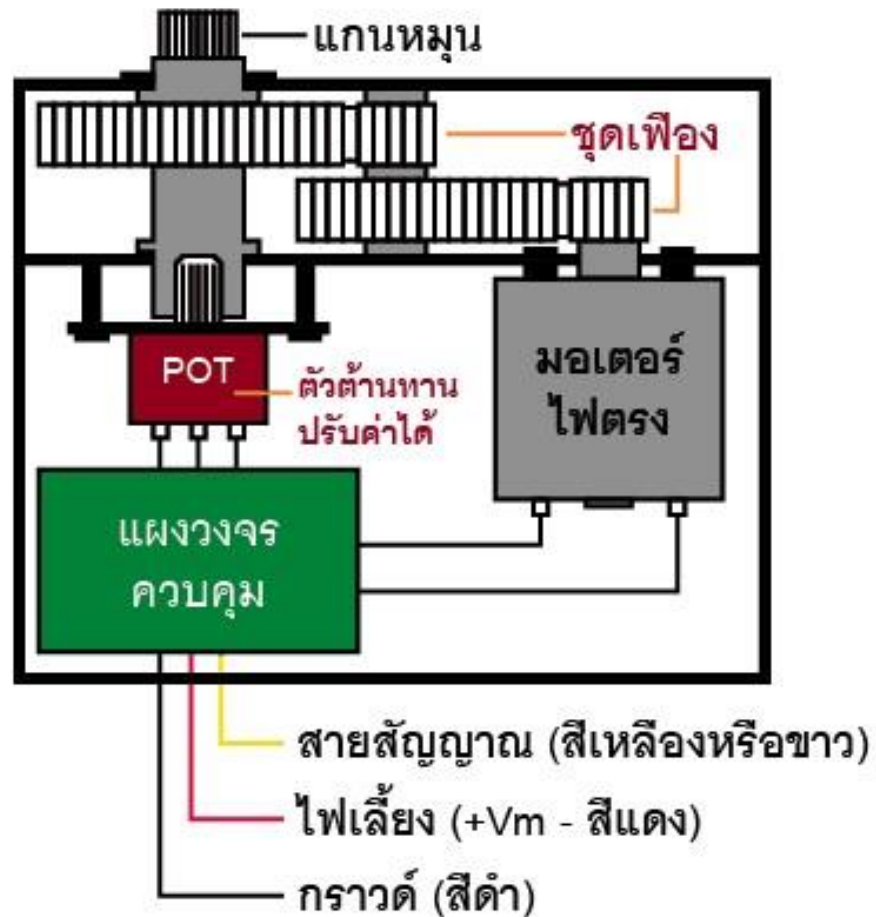 แกนหมุน
ชุดเฟือง
POT
ตัวต้านทาน
ปรับค่าได้
มอเตอร์
ไฟตรง
แผงวงจร
ควบคุม
สายสัญญาณ (สีเหลืองหรือขาว)
ไฟเลี้ยง (+Vm - สีแดง)
กราวด์ (สีดำ)